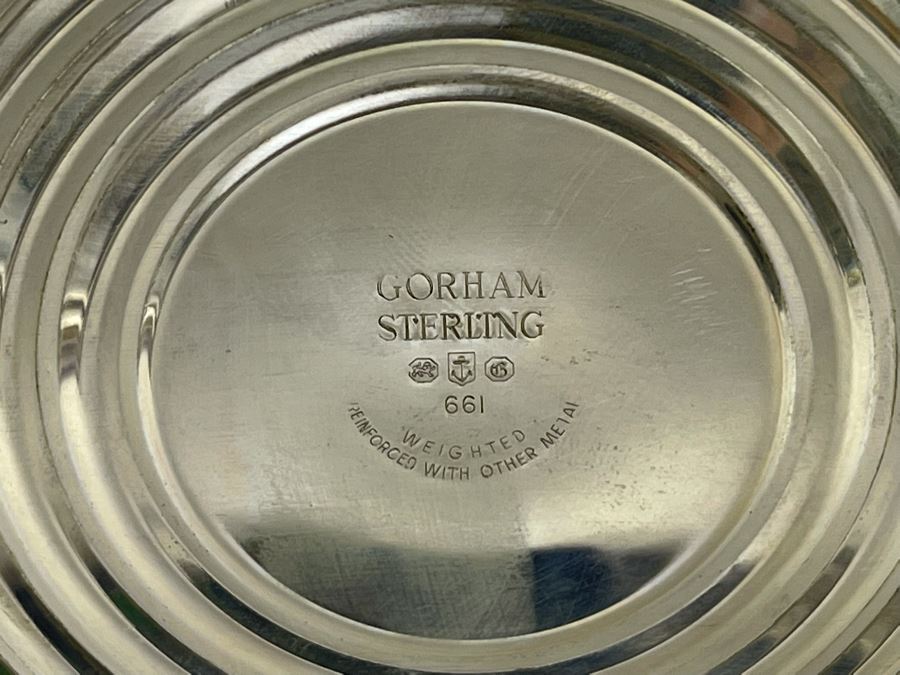 GORHAM
STERLING
G
661
WEIGHTED
REINFORCED WITH OTHER METAL